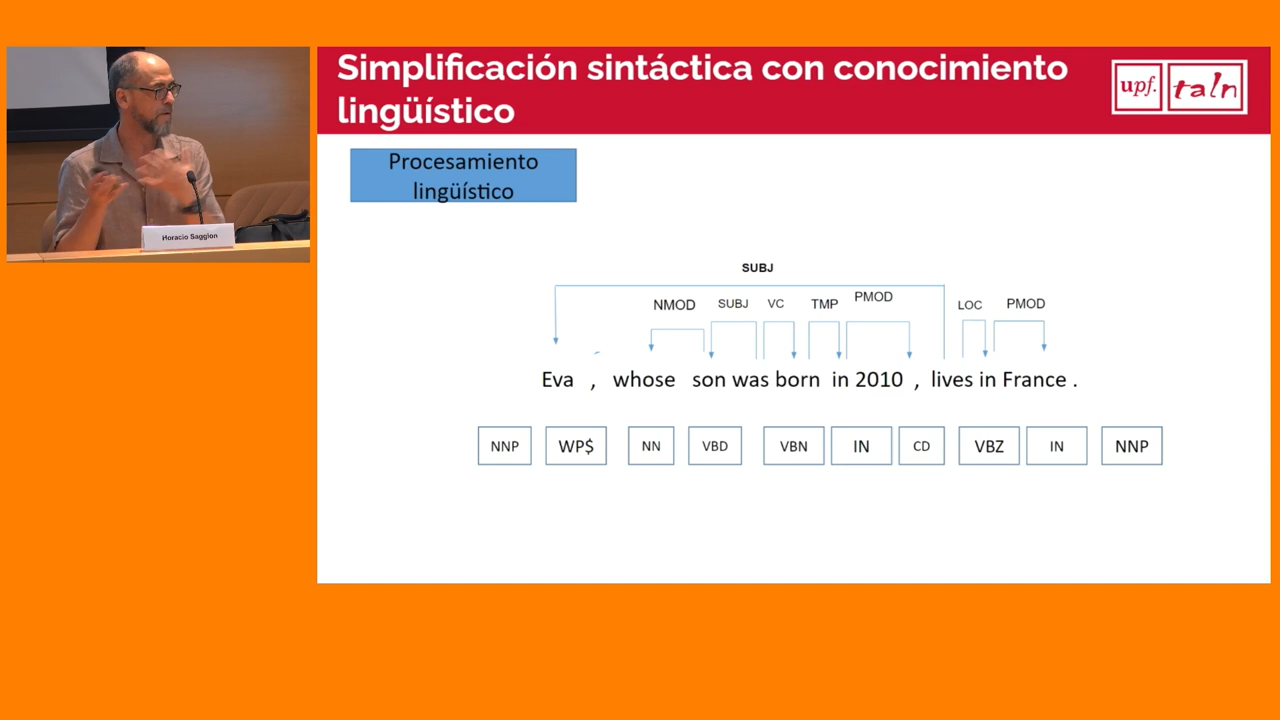 Simplificación sintáctica con conocimiento
lingüístico
upf. taln
Procesamiento
lingüístico
Horacio Saggion
SUBJ
NMOD SUBJ VC TMP PMOD LOC PMOD
Eva , whose son was born in 2010 , lives in France .
NNP WP$ NN VBD VBN IN CD VBZ IN NNP